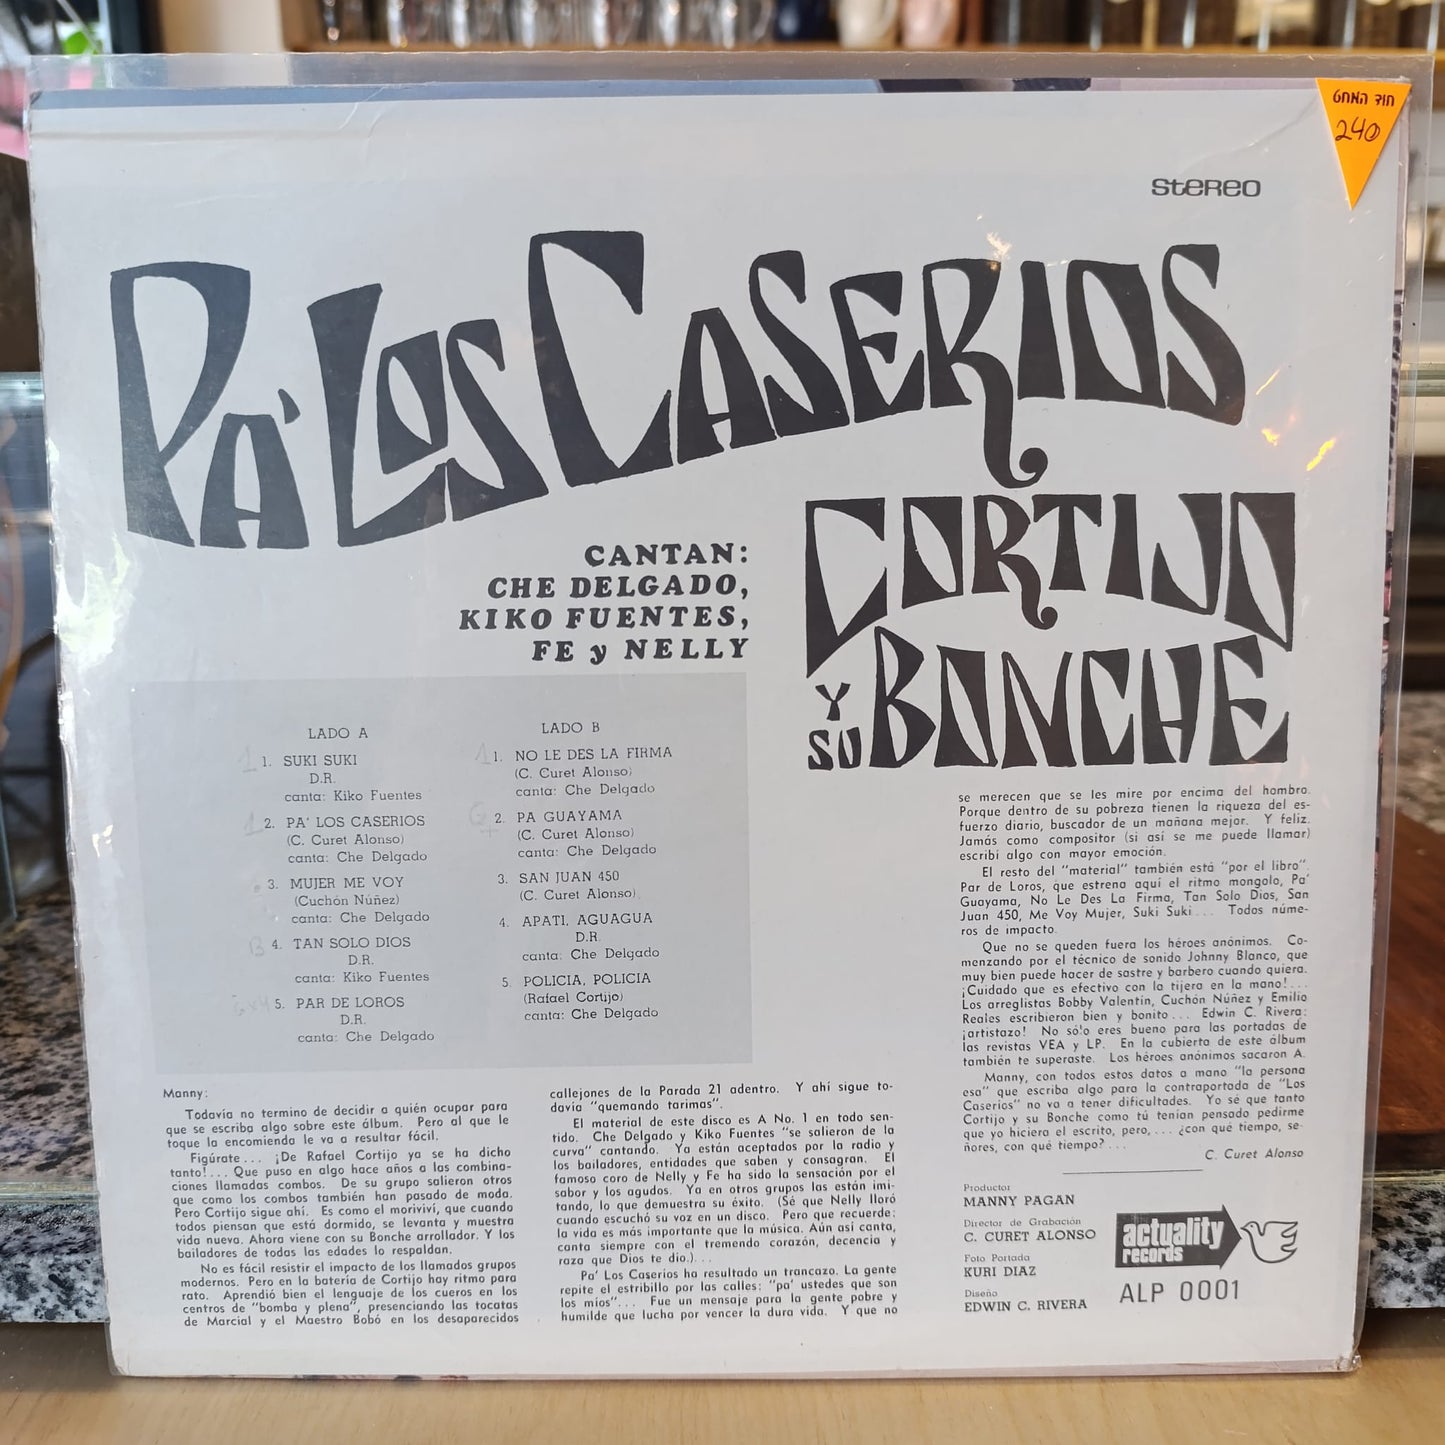 חוד המחט
240
STEREO
PA' LOS CASERIOS
CORTIJO
Y SU BONCHE
CANTAN:
CHE DELGADO,
KIKO FUENTES,
FE y NELLY
LADO A
1. SUKI SUKI
D.R.
canta: Kiko Fuentes
2. PA' LOS CASERIOS
(C. Curet Alonso)
canta: Che Delgado
3. MUJER ME VOY
(Cuchón Núñez)
canta: Che Delgado
4. TAN SOLO DIOS
D.R.
canta: Kiko Fuentes
5. PAR DE LOROS
D.R.
canta: Che Delgado
LADO B
1. NO LE DES LA FIRMA
(C. Curet Alonso)
canta: Che Delgado
2. PA GUAYAMA
(C. Curet Alonso)
canta: Che Delgado
3. SAN JUAN 450
(C. Curet Alonso)
4. APATI, AGUAGUA
D.R.
canta: Che Delgado
5. POLICIA, POLICIA
(Rafael Cortijo)
canta: Che Delgado
Manny:
Todavía no termino de decidir a quién ocupar para
que se escriba algo sobre este álbum. Pero al que le
toque la encomienda le va a resultar fácil.
Figúrate... ¡De Rafael Cortijo ya se ha dicho
tanto!... Que puso en algo hace años a las combina-
ciones llamadas combos. De su grupo salieron otros
que como los combos también han pasado de moda.
Pero Cortijo sigue ahí. Es como el moriviví, que cuando
todos piensan que está dormido, se levanta y muestra
vida nueva. Ahora viene con su Bonche arrollador. Y los
bailadores de todas las edades lo respaldan.
No es fácil resistir el impacto de los llamados grupos
modernos. Pero en la batería de Cortijo hay ritmo para
rato. Aprendió bien el lenguaje de los cueros en los
centros de "bomba y plena", presenciando las tocatas
de Marcial y el Maestro Bobó en los desaparecidos
callejones de la Parada 21 adentro. Y ahí sigue to-
davía "quemando tarimas".
El material de este disco es A No. 1 en todo sen-
tido. Che Delgado y Kiko Fuentes "se salieron de la
curva" cantando. Ya están aceptados por la radio y
los bailadores, entidades que saben y consagran. El
famoso coro de Nelly y Fe ha sido la sensación por el
sabor y los agudos. Ya en otros grupos las están imi-
tando, lo que demuestra su éxito. (Sé que Nelly lloró
cuando escuchó su voz en un disco. Pero que recuerde:
la vida es más importante que la música. Aún así canta,
canta siempre con el tremendo corazón, decencia y
raza que Dios te dio.)...
Pa' Los Caserios ha resultado un trancazo. La gente
repite el estribillo por las calles: "pa' ustedes que son
los míos"... Fue un mensaje para la gente pobre y
humilde que lucha por vencer la dura vida. Y que no
se merecen que se les mire por encima del hombro.
Porque dentro de su pobreza tienen la riqueza del es-
fuerzo diario, buscador de un mañana mejor. Y feliz.
Jamás como compositor (si así se me puede llamar)
escribí algo con mayor emoción.
El resto del "material" también está "por el libro".
Par de Loros, que estrena aquí el ritmo mongolo, Pa'
Guayama, No Le Des La Firma, Tan Solo Dios, San
Juan 450, Me Voy Mujer, Suki Suki... Todos núme-
ros de impacto.
Que no se queden fuera los héroes anónimos. Co-
menzando por el técnico de sonido Johnny Blanco, que
muy bien puede hacer de sastre y barbero cuando quiera.
¡Cuidado que es efectivo con la tijera en la mano!...
Los arreglistas Bobby Valentín, Cuchón Núñez y Emilio
Reales escribieron bien y bonito... Edwin C. Rivera:
¡artistazo! No sólo eres bueno para las portadas de
las revistas VEA y LP. En la cubierta de este álbum
también te superaste. Los héroes anónimos sacaron A.
Manny, con todos estos datos a mano "la persona
esa" que escriba algo para la contraportada de "Los
Caserios" no va a tener dificultades. Yo sé que tanto
Cortijo y su Bonche como tú tenían pensado pedirme
que yo hiciera el escrito, pero,... ¿con qué tiempo, se-
ñores, con qué tiempo?...
C. Curet Alonso
Productor
MANNY PAGAN
Director de Grabación
C. CURET ALONSO
Foto Portada
KURI DIAZ
Diseño
EDWIN C. RIVERA
actuality
records
ALP 0001